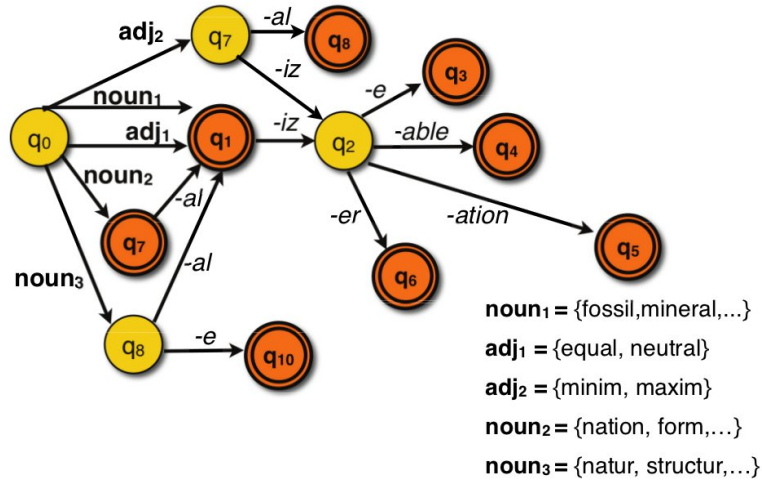 adj2
q7
-al
q8
-iz
-e
q3
noun1
q0
adj1
q1
-iz
q2
-able
q4
noun2
-al
q7
-er
-ation
q5
q6
noun3
-al
q8
-e
q10
noun1 = {fossil,mineral,...}
adj1 = {equal, neutral}
adj2 = {minim, maxim}
noun2 = {nation, form,…}
noun3 = {natur, structur,…}